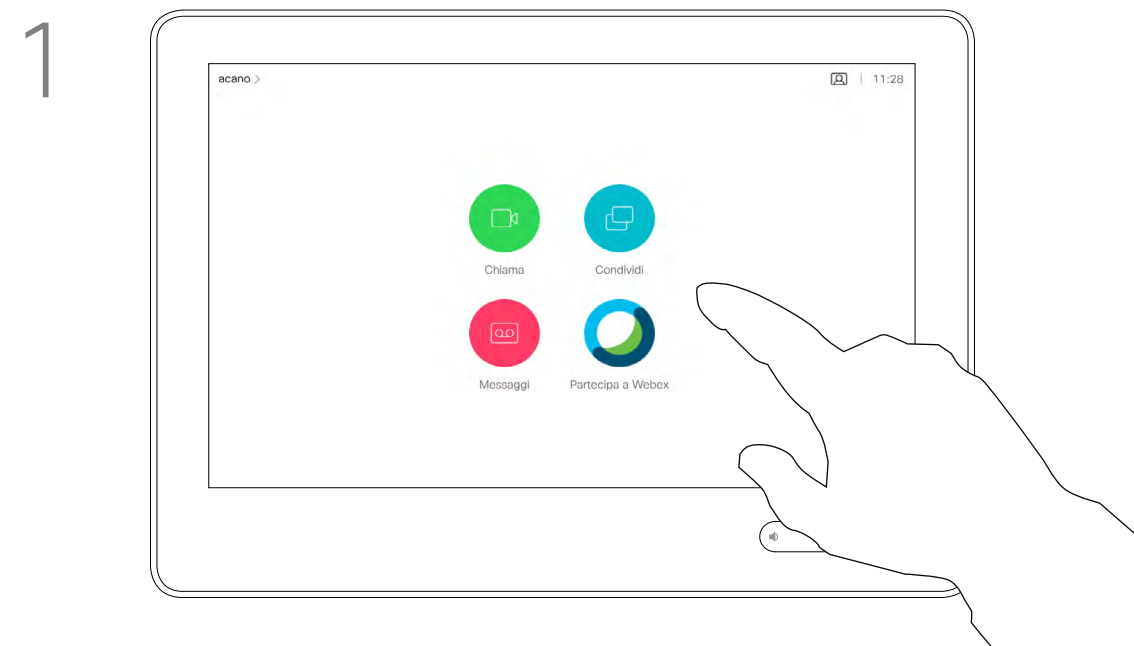 1
acano >
11:28
Chiama
Condividi
Messaggi
Partecipa a Webex